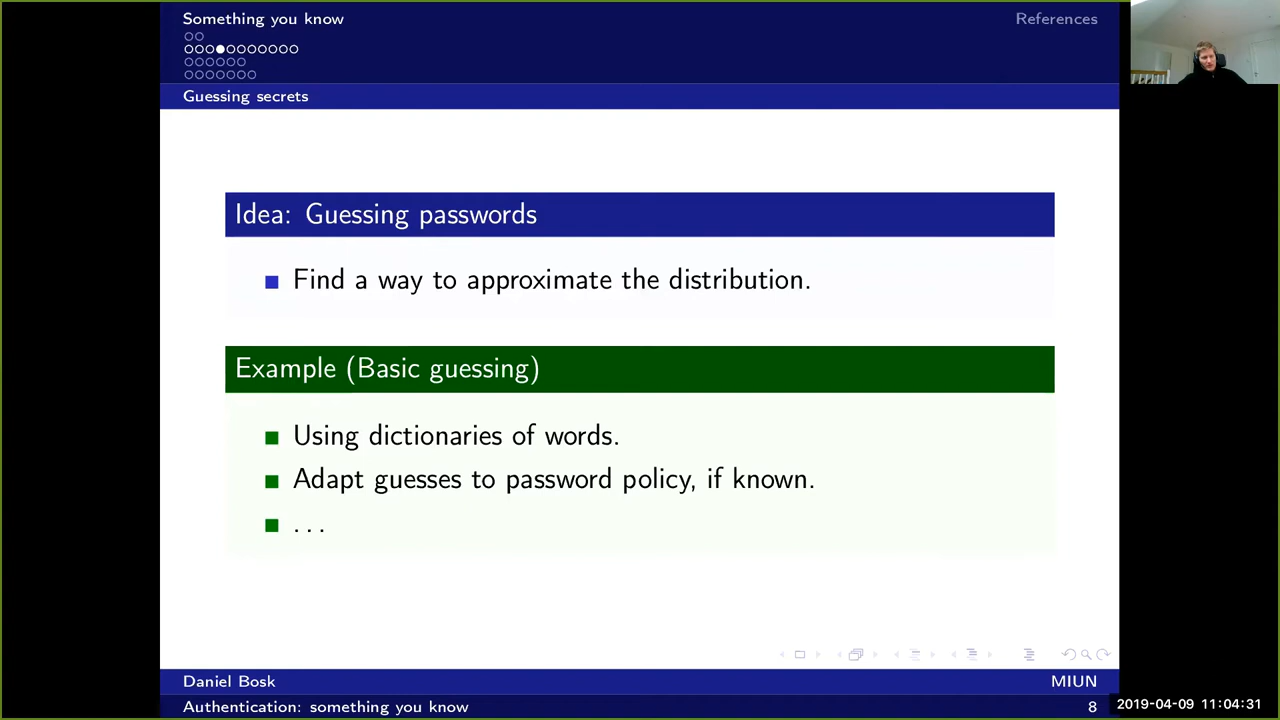 Something you know
References
Guessing secrets
Idea: Guessing passwords
Find a way to approximate the distribution.
Example (Basic guessing)
Using dictionaries of words.
Adapt guesses to password policy, if known.
...
Daniel Bosk
MIUN
Authentication: something you know
8
2019-04-09 11:04:31